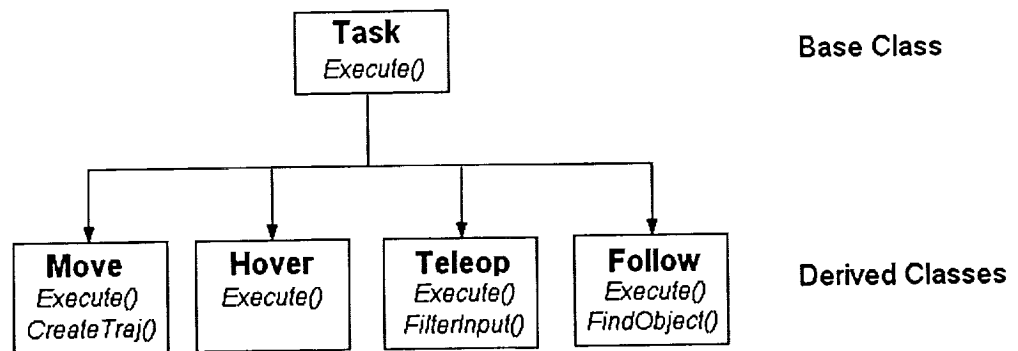 Task
Execute()
Base Class
Move
Execute()
CreateTraj()
Hover
Execute()
Teleop
Execute()
FilterInput()
Follow
Execute()
FindObject()
Derived Classes